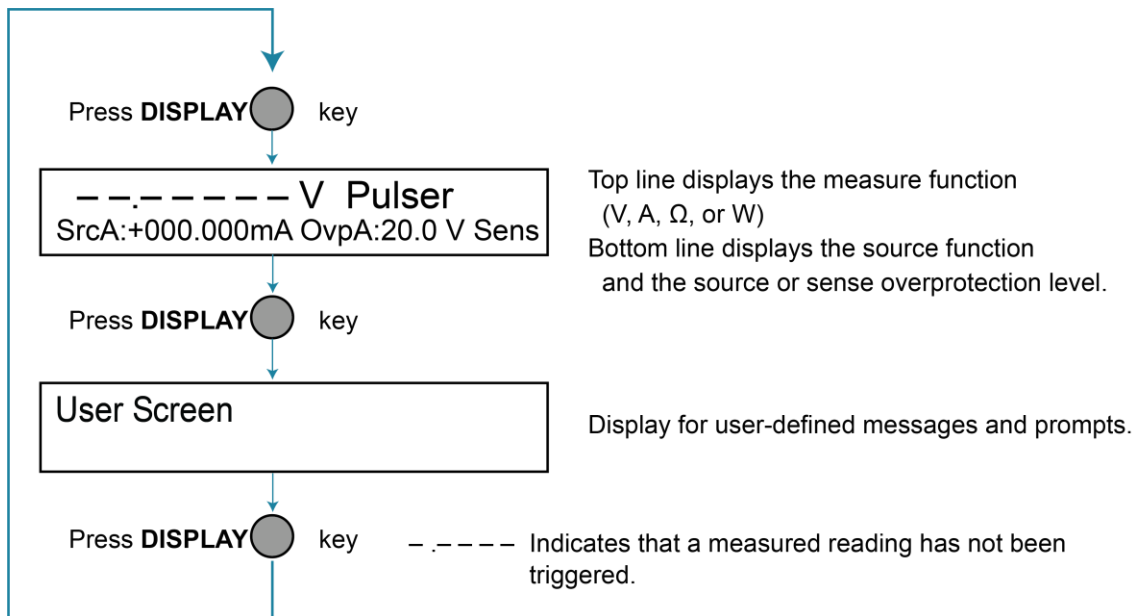 Press DISPLAY key
– –.– – – – – V Pulser
SrcA:+000.000mA OvpA:20.0 V Sens
Top line displays the measure function
(V, A, Ω, or W)
Bottom line displays the source function
and the source or sense overprotection level.
Press DISPLAY key
User Screen
Display for user-defined messages and prompts.
Press DISPLAY key
– .– – – – Indicates that a measured reading has not been
triggered.